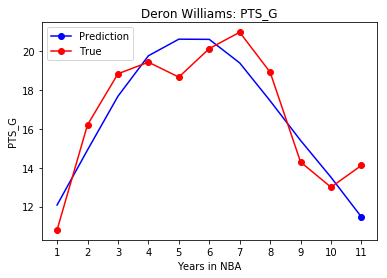 Deron Williams: PTS_G
Prediction
True
20
18
16
14
12
PTS_G
1 2 3 4 5 6 7 8 9 10 11
Years in NBA